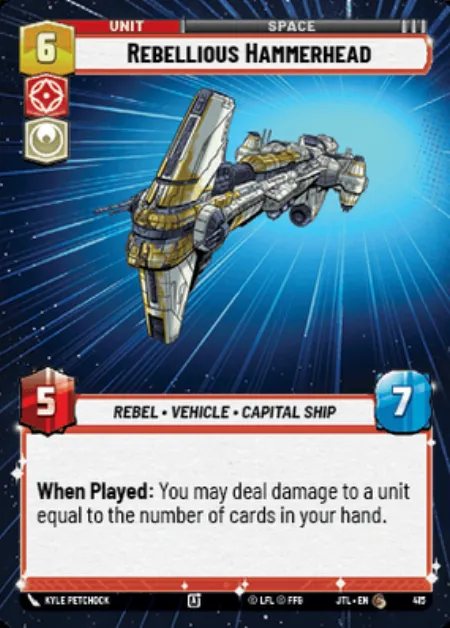 UNIT SPACE
6 REBELLIOUS HAMMERHEAD
5 REBEL • VEHICLE • CAPITAL SHIP 7
When Played: You may deal damage to a unit
equal to the number of cards in your hand.
KYLE PETCHOCK © LFL © FFG JTL • EN